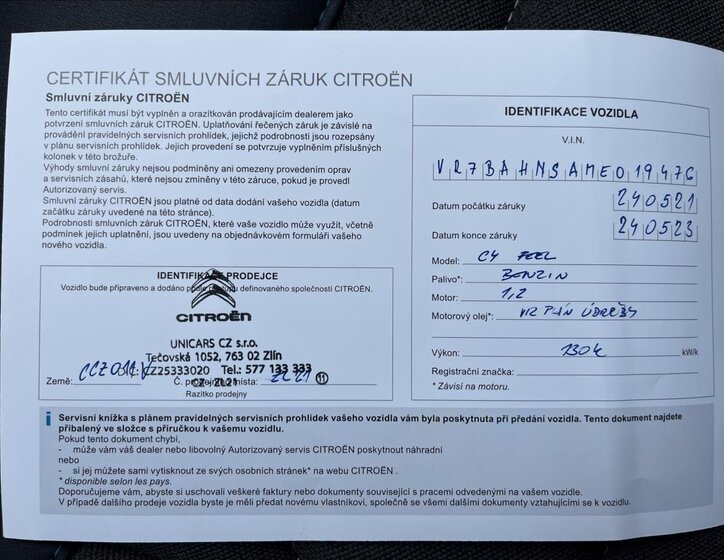 CERTIFIKÁT SMLUVNÍCH ZÁRUK CITROËN
Smluvní záruky CITROËN
Tento certifikát musí být vyplněn a orazítkován prodávajícím dealerem jako
potvrzení smluvních záruk CITROËN. Uplatňování řečených záruk je závislé na
provádění pravidelných servisních prohlídek, jejichž podrobnosti jsou rozepsány
v plánu servisních prohlídek. Jejich provedení se potvrzuje vyplněním příslušných
kolonek v této brožuře.
Výhody smluvní záruky nejsou podmíněny ani omezeny provedením oprav
a servisních zásahů, které nejsou zmíněny v této záruce, pokud je provedl
Autorizovaný servis.
Smluvní záruky CITROËN jsou platné od data dodání vašeho vozidla (datum
začátku záruky uvedené na této stránce).
Podrobnosti smluvních záruk CITROËN, které vaše vozidlo může využít, včetně
podmínek jejich uplatnění, jsou uvedeny na objednávkovém formuláři vašeho
nového vozidla.
IDENTIFIKACE PRODEJCE
Vozidlo bude připraveno a dodáno podle definovaného společností CITROËN.
CITROËN
UNICARS CZ s.r.o.
Tečovská 1052, 763 02 Zlín
CZ25333020 Tel.: 577 133 333
Země: Č. místa: ZL21 11
Razítko prodejny
IDENTIFIKACE VOZIDLA
V.I.N.
VR7BAHNSAME019476
Datum počátku záruky 240521
Datum konce záruky 240523
Model: C4 FEEL
Palivo*: BENZIN
Motor: 1,2
Motorový olej*: VIZ PLÁN ÚDRŽBY
Výkon: 130k kW/k
Registrační značka:
* Závisí na motoru.
i Servisní knížka s plánem pravidelných servisních prohlídek vašeho vozidla vám byla poskytnuta při předání vozidla. Tento dokument najdete
přibalený ve složce s příručkou k vašemu vozidlu.
Pokud tento dokument chybí,
- může vám váš dealer nebo libovolný Autorizovaný servis CITROËN poskytnout náhradní
nebo
- si jej můžete sami vytisknout ze svých osobních stránek* na webu CITROËN .
* disponible selon les pays.
Doporučujeme vám, abyste si uschovali veškeré faktury nebo dokumenty související s pracemi odvedenými na vašem vozidle.
V případě dalšího prodeje vozidla byste je měli předat novému vlastníkovi, společně se všemi dalšími dokumenty vztahujícími se k vozidlu.